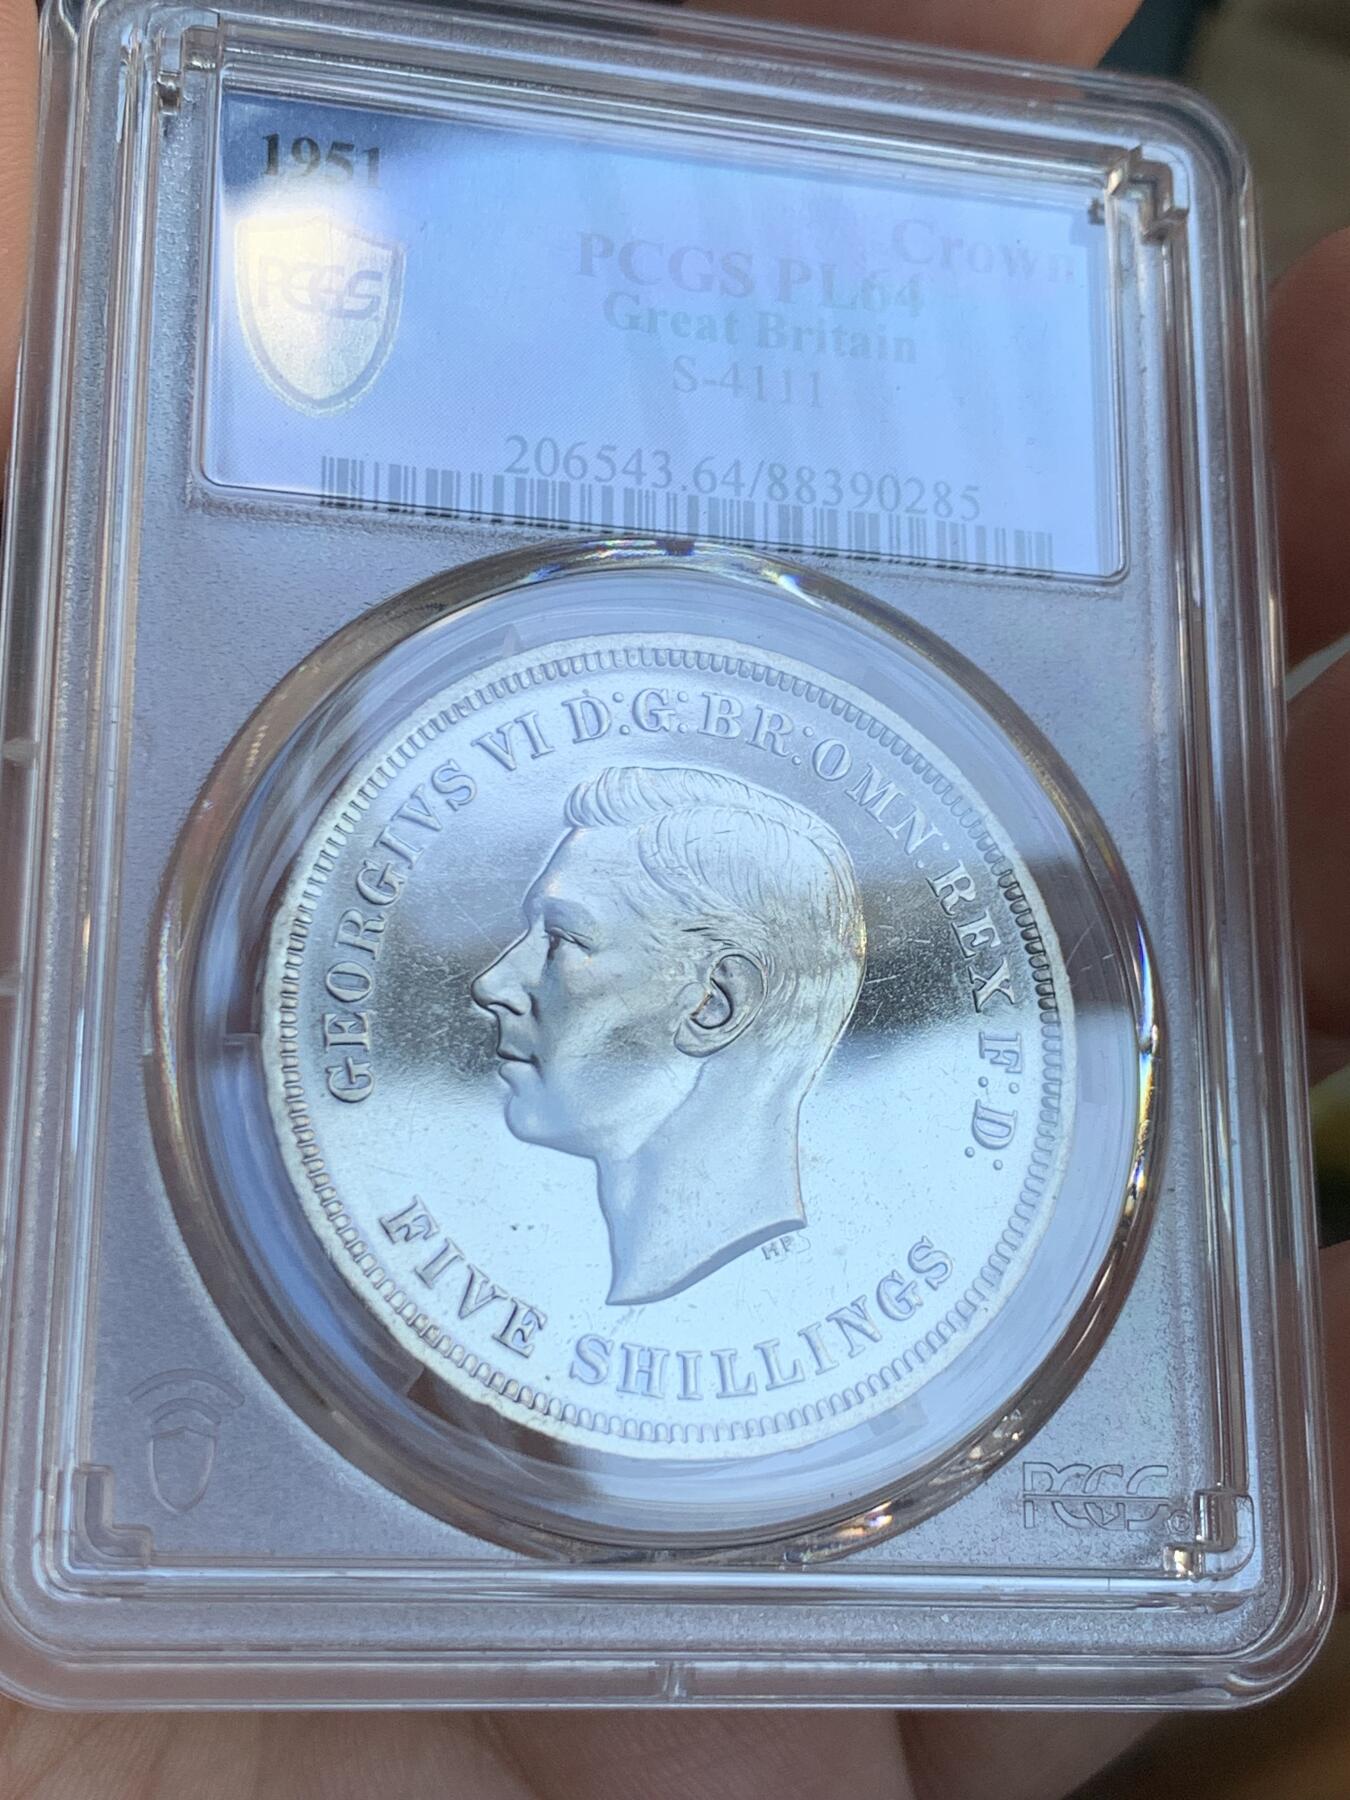 1951
Crown
PCGS
PCGS PL64
Great Britain
S-4111
206543.64/88390285
GEORGIVS VI D:G:BR:OMN:REX F:D:
HP
FIVE SHILLINGS
PCGS